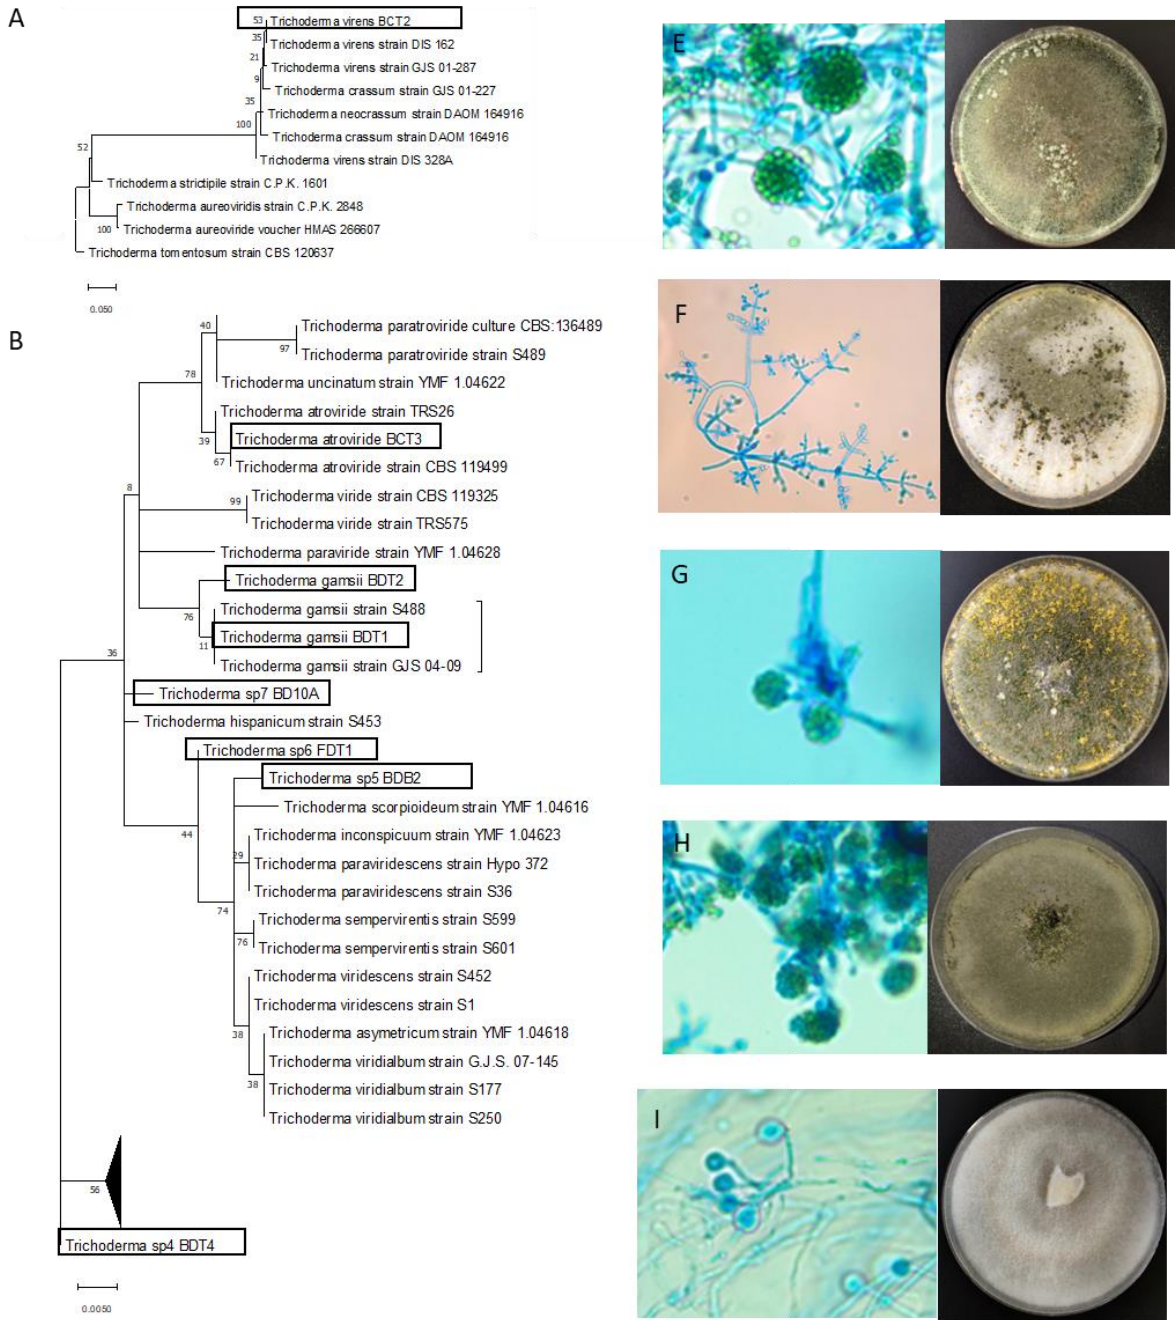 A
53 Trichoderma virens BCT2
35
Trichoderma virens strain DIS 162
21
Trichoderma virens strain GJS 01-287
9
Trichoderma crassum strain GJS 01-227
35
Trichoderma neocrassum strain DAOM 164916
100
Trichoderma crassum strain DAOM 164916
52
Trichoderma virens strain DIS 328A
Trichoderma strictipile strain C.P.K. 1601
Trichoderma aureoviridis strain C.P.K. 2848
100 Trichoderma aureoviride voucher HMAS 266607
Trichoderma tomentosum strain CBS 120637
0.050
B
40 Trichoderma paratroviride culture CBS:136489
97 Trichoderma paratroviride strain S489
78
Trichoderma uncinatum strain YMF 1.04622
Trichoderma atroviride strain TRS26
39 Trichoderma atroviride BCT3
67 Trichoderma atroviride strain CBS 119499
8
99 Trichoderma viride strain CBS 119325
Trichoderma viride strain TRS575
Trichoderma paraviride strain YMF 1.04628
Trichoderma gamsii BDT2
76 Trichoderma gamsii strain S488
11 Trichoderma gamsii BDT1
36 Trichoderma gamsii strain GJS 04-09
Trichoderma sp7 BD10A
Trichoderma hispanicum strain S453
Trichoderma sp6 FDT1
Trichoderma sp5 BDB2
Trichoderma scorpioideum strain YMF 1.04616
44 Trichoderma inconspicuum strain YMF 1.04623
29 Trichoderma paraviridescens strain Hypo 372
Trichoderma paraviridescens strain S36
74 Trichoderma sempervirentis strain S599
76 Trichoderma sempervirentis strain S601
Trichoderma viridescens strain S452
Trichoderma viridescens strain S1
38 Trichoderma asymetricum strain YMF 1.04618
Trichoderma viridialbum strain G.J.S. 07-145
38 Trichoderma viridialbum strain S177
Trichoderma viridialbum strain S250
56
Trichoderma sp4 BDT4
0.0050
E
F
G
H
I